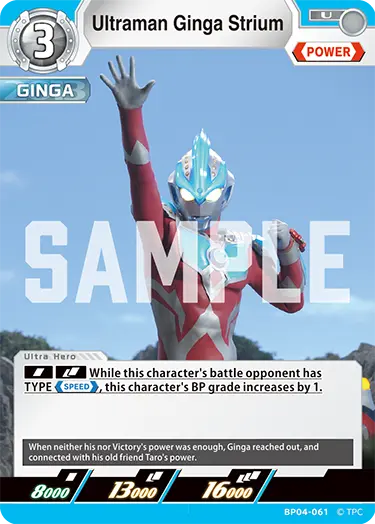 3
Ultraman Ginga Strium
U
POWER
GINGA
SAMPLE
Ultra Hero
While this character's battle opponent has
TYPE SPEED, this character's BP grade increases by 1.
When neither his nor Victory's power was enough, Ginga reached out, and
connected with his old friend Taro's power.
8000 13000 16000
BP04-061 © TPC